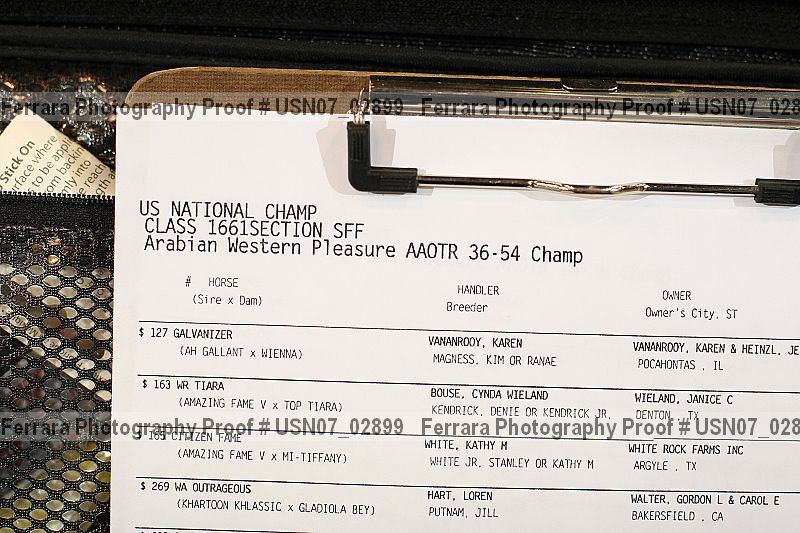 Ferrara Photography Proof # USN07_02899 Ferrara Photography Proof # USN07_028
Stick On
US NATIONAL CHAMP
CLASS 1661SECTION SFF
Arabian Western Pleasure AAOTR 36-54 Champ
# HORSE HANDLER OWNER
(Sire x Dam) Breeder Owner's City, ST
$ 127 GALVANIZER VANANROOY, KAREN VANANROOY, KAREN & HEINZL, JE
(AH GALLANT x WIENNA) MAGNESS, KIM OR RANAE POCAHONTAS , IL
$ 163 WR TIARA BOUSE, CYNDA WIELAND WIELAND, JANICE C
(AMAZING FAME V x TOP TIARA) KENDRICK, DENIE OR KENDRICK JR, DENTON , TX
Ferrara Photography Proof # USN07_02899 Ferrara Photography Proof # USN07_028
$ 165 CITIZEN FAME WHITE, KATHY M WHITE ROCK FARMS INC
(AMAZING FAME V x MI-TIFFANY) WHITE JR, STANLEY OR KATHY M ARGYLE , TX
$ 269 WA OUTRAGEOUS HART, LOREN WALTER, GORDON L & CAROL E
(KHARTOON KHLASSIC x GLADIOLA BEY) PUTNAM, JILL BAKERSFIELD , CA